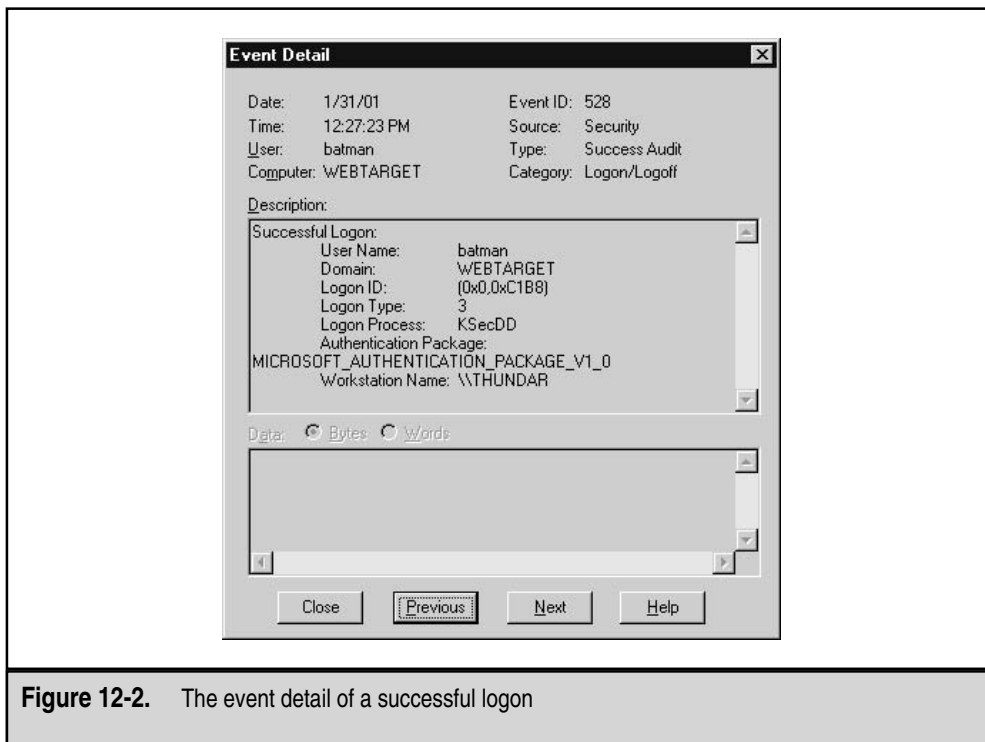 Event Detail
Date: 1/31/01 Event ID: 528
Time: 12:27:23 PM Source: Security
User: batman Type: Success Audit
Computer: WEBTARGET Category: Logon/Logoff
Description:
Successful Logon:
User Name: batman
Domain: WEBTARGET
Logon ID: (0x0,0xC1B8)
Logon Type: 3
Logon Process: KSecDD
Authentication Package:
MICROSOFT_AUTHENTICATION_PACKAGE_V1_0
Workstation Name: \\THUNDAR
Data: Bytes Words
Close Previous Next Help
Figure 12-2. The event detail of a successful logon